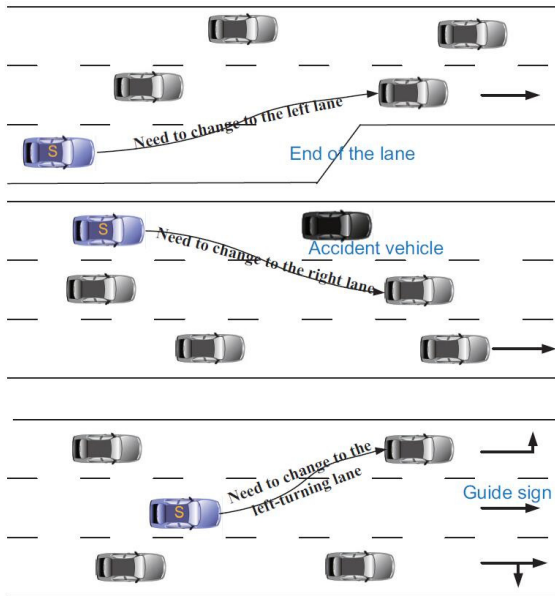 Need to change to the left lane
S
End of the lane
S
Need to change to the right lane
Accident vehicle
Need to change to the
left-turning lane
S
Guide sign